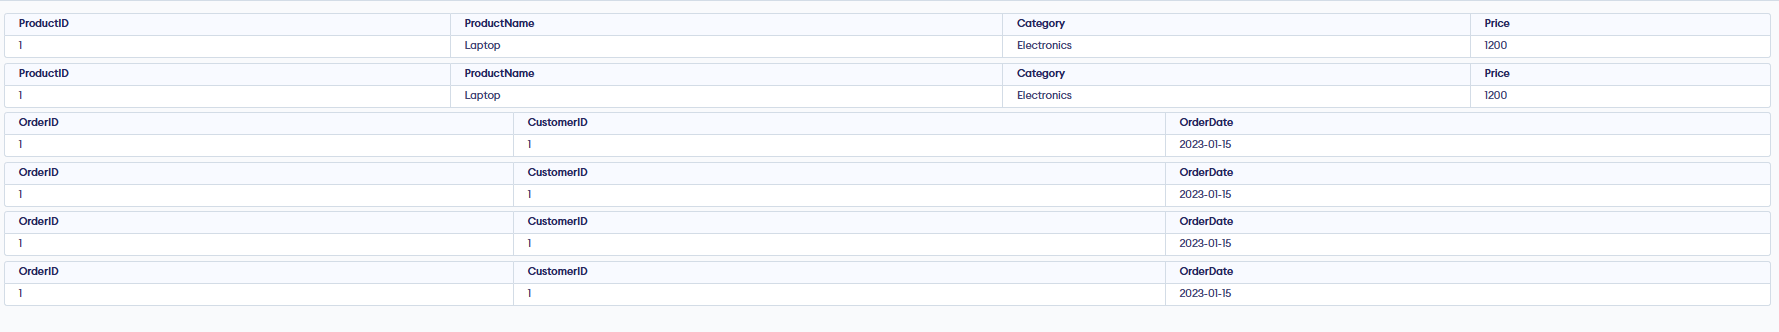 ProductID ProductName Category Price
1 Laptop Electronics 1200
ProductID ProductName Category Price
1 Laptop Electronics 1200
OrderID CustomerID OrderDate
1 1 2023-01-15
OrderID CustomerID OrderDate
1 1 2023-01-15
OrderID CustomerID OrderDate
1 1 2023-01-15
OrderID CustomerID OrderDate
1 1 2023-01-15